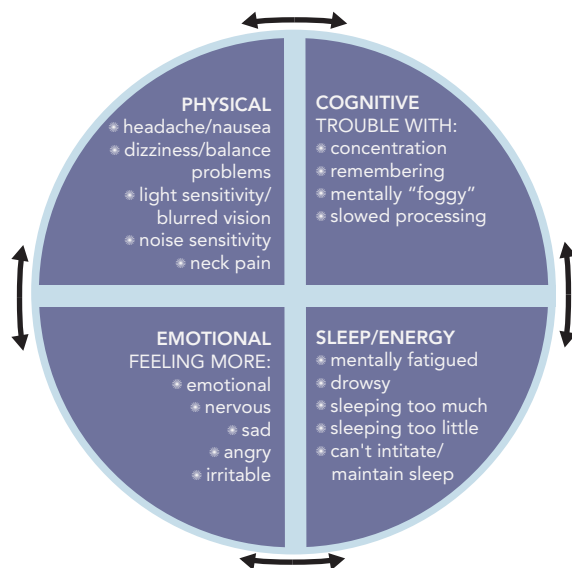 PHYSICAL
headache/nausea
dizziness/balance
problems
light sensitivity/
blurred vision
noise sensitivity
neck pain
COGNITIVE
TROUBLE WITH:
concentration
remembering
mentally “foggy”
slowed processing
EMOTIONAL
FEELING MORE:
emotional
nervous
sad
angry
irritable
SLEEP/ENERGY
mentally fatigued
drowsy
sleeping too much
sleeping too little
can't intitate/
maintain sleep